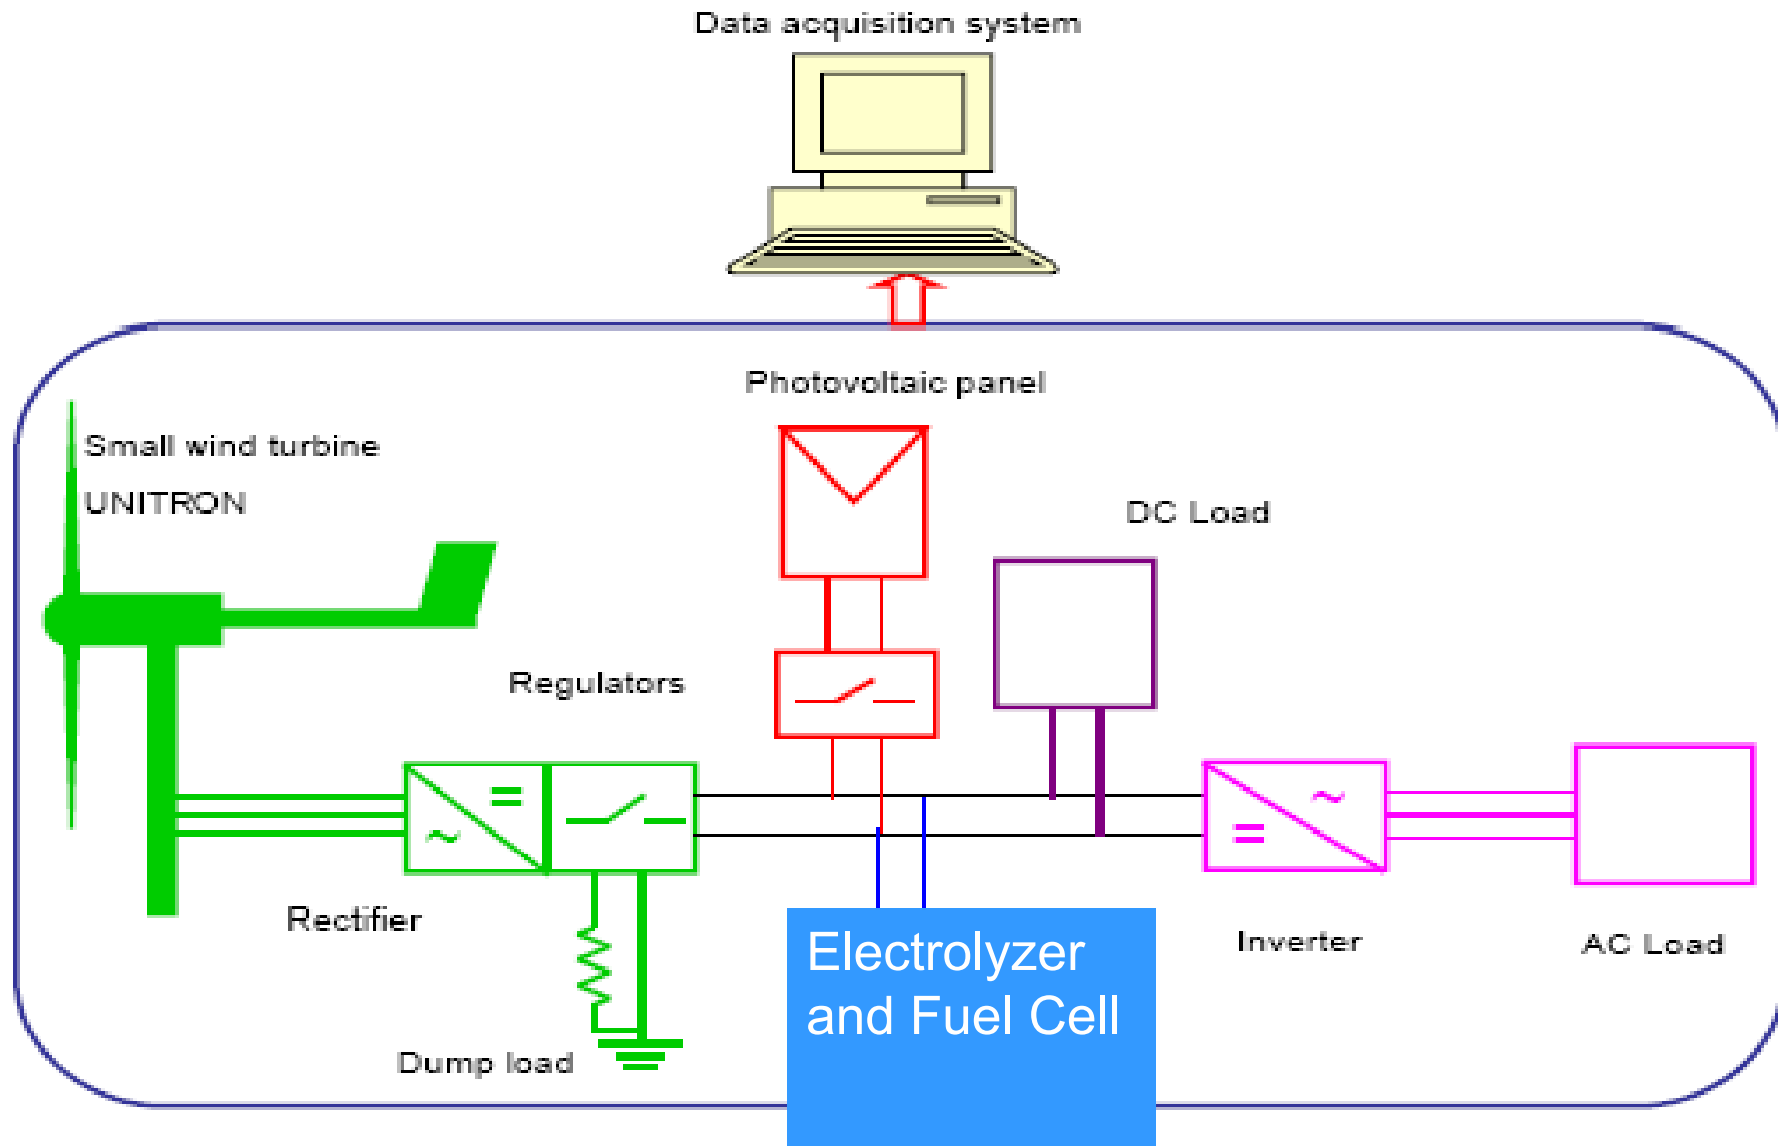 Data acquisition system
Photovoltaic panel
Small wind turbine
UNITRON
DC Load
Regulators
=
~
~
=
Rectifier
Electrolyzer
and Fuel Cell
Inverter
AC Load
Dump load